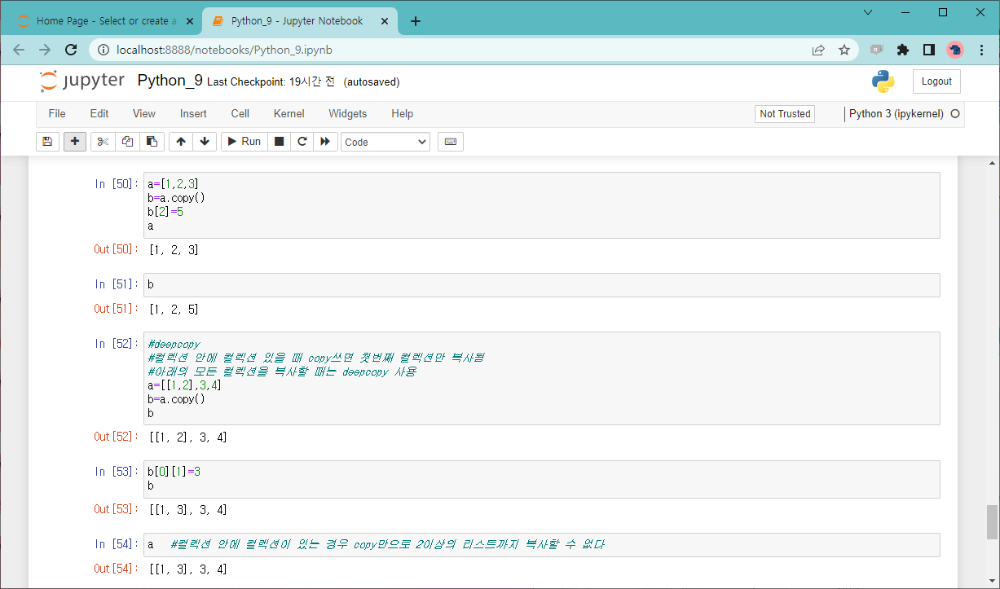 Home Page - Select or create a
Python_9 - Jupyter Notebook
localhost:8888/notebooks/Python_9.ipynb
jupyter Python_9 Last Checkpoint: 19시간 전 (autosaved)
Logout
File Edit View Insert Cell Kernel Widgets Help
Not Trusted
Python 3 (ipykernel)
Run
Code
In [50]:
a=[1,2,3]
b=a.copy()
b[2]=5
a
Out[50]: [1, 2, 3]
In [51]: b
Out[51]: [1, 2, 5]
In [52]:
#deepcopy
#컬렉션 안에 컬렉션 있을 때 copy쓰면 첫번째 컬렉션만 복사됨
#아래의 모든 컬렉션을 복사할 때는 deepcopy 사용
a=[[1,2],3,4]
b=a.copy()
b
Out[52]: [[1, 2], 3, 4]
In [53]:
b[0][1]=3
b
Out[53]: [[1, 3], 3, 4]
In [54]: a #컬렉션 안에 컬렉션이 있는 경우 copy만으로 2이상의 리스트까지 복사할 수 없다
Out[54]: [[1, 3], 3, 4]